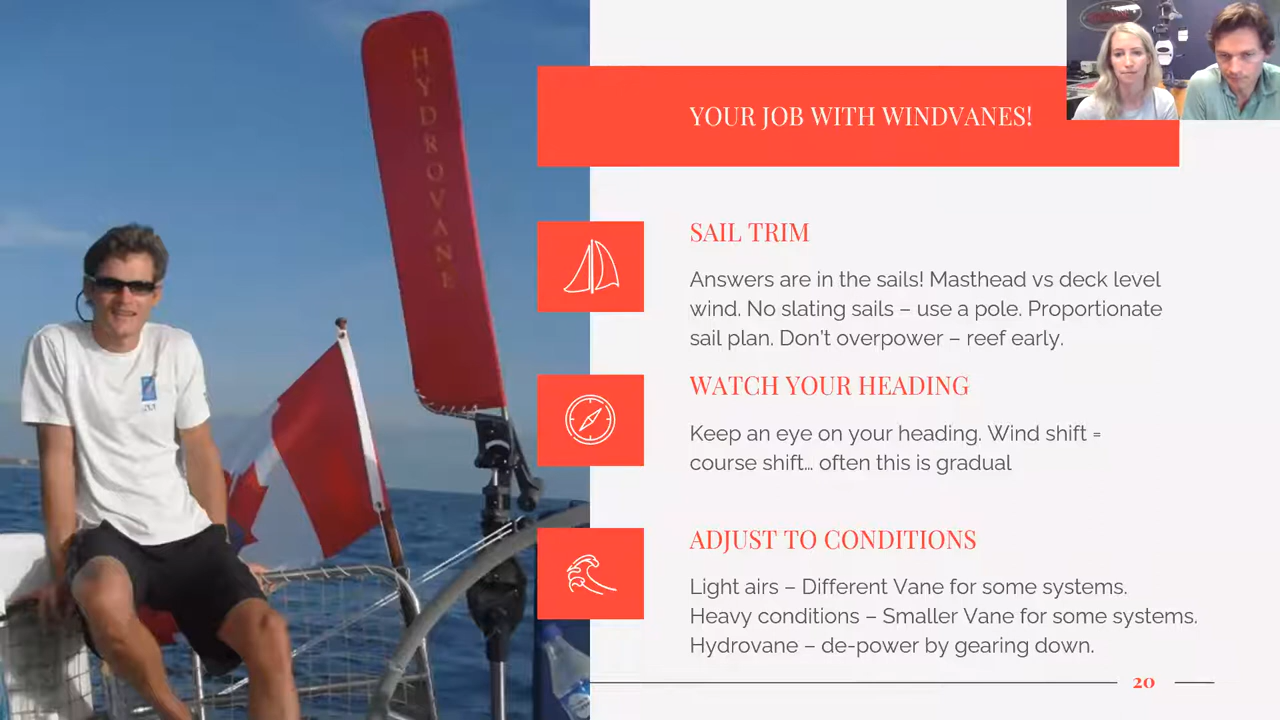 HYDROVANE
YOUR JOB WITH WINDVANES!
SAIL TRIM
Answers are in the sails! Masthead vs deck level
wind. No slating sails – use a pole. Proportionate
sail plan. Don't overpower – reef early.
WATCH YOUR HEADING
Keep an eye on your heading. Wind shift =
course shift… often this is gradual
ADJUST TO CONDITIONS
Light airs – Different Vane for some systems.
Heavy conditions – Smaller Vane for some systems.
Hydrovane – de-power by gearing down.
20